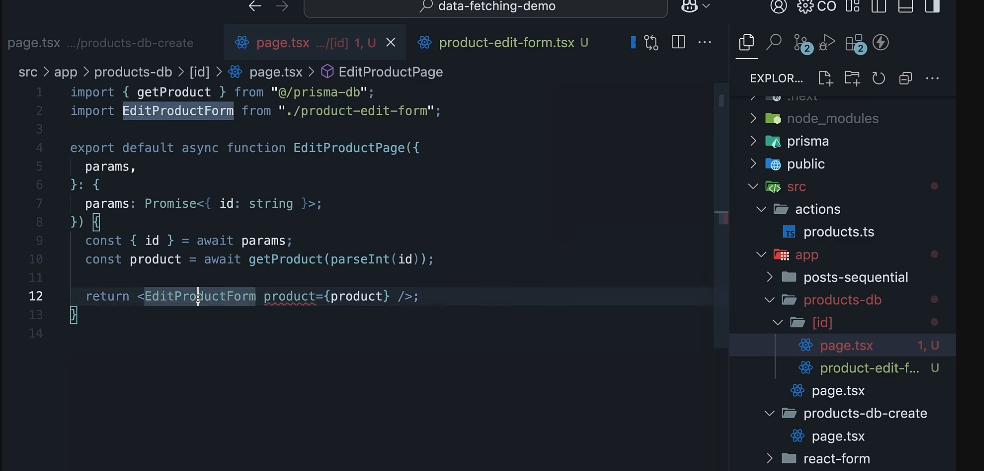 data-fetching-demo
CO
page.tsx .../products-db-create
page.tsx .../[id] 1, U
product-edit-form.tsx U
src > app > products-db > [id] > page.tsx > EditProductPage
1 import { getProduct } from "@/prisma-db";
2 import EditProductForm from "./product-edit-form";
3
4 export default async function EditProductPage({
5 params,
6 }: {
7 params: Promise<{ id: string }>;
8 }) {
9 const { id } = await params;
10 const product = await getProduct(parseInt(id));
11
12 return <EditProductForm product={product} />;
13 }
14
2
2
EXPLOR...
.next
node_modules
prisma
public
src
actions
TS products.ts
app
posts-sequential
products-db
[id]
page.tsx 1, U
product-edit-f... U
page.tsx
products-db-create
page.tsx
react-form